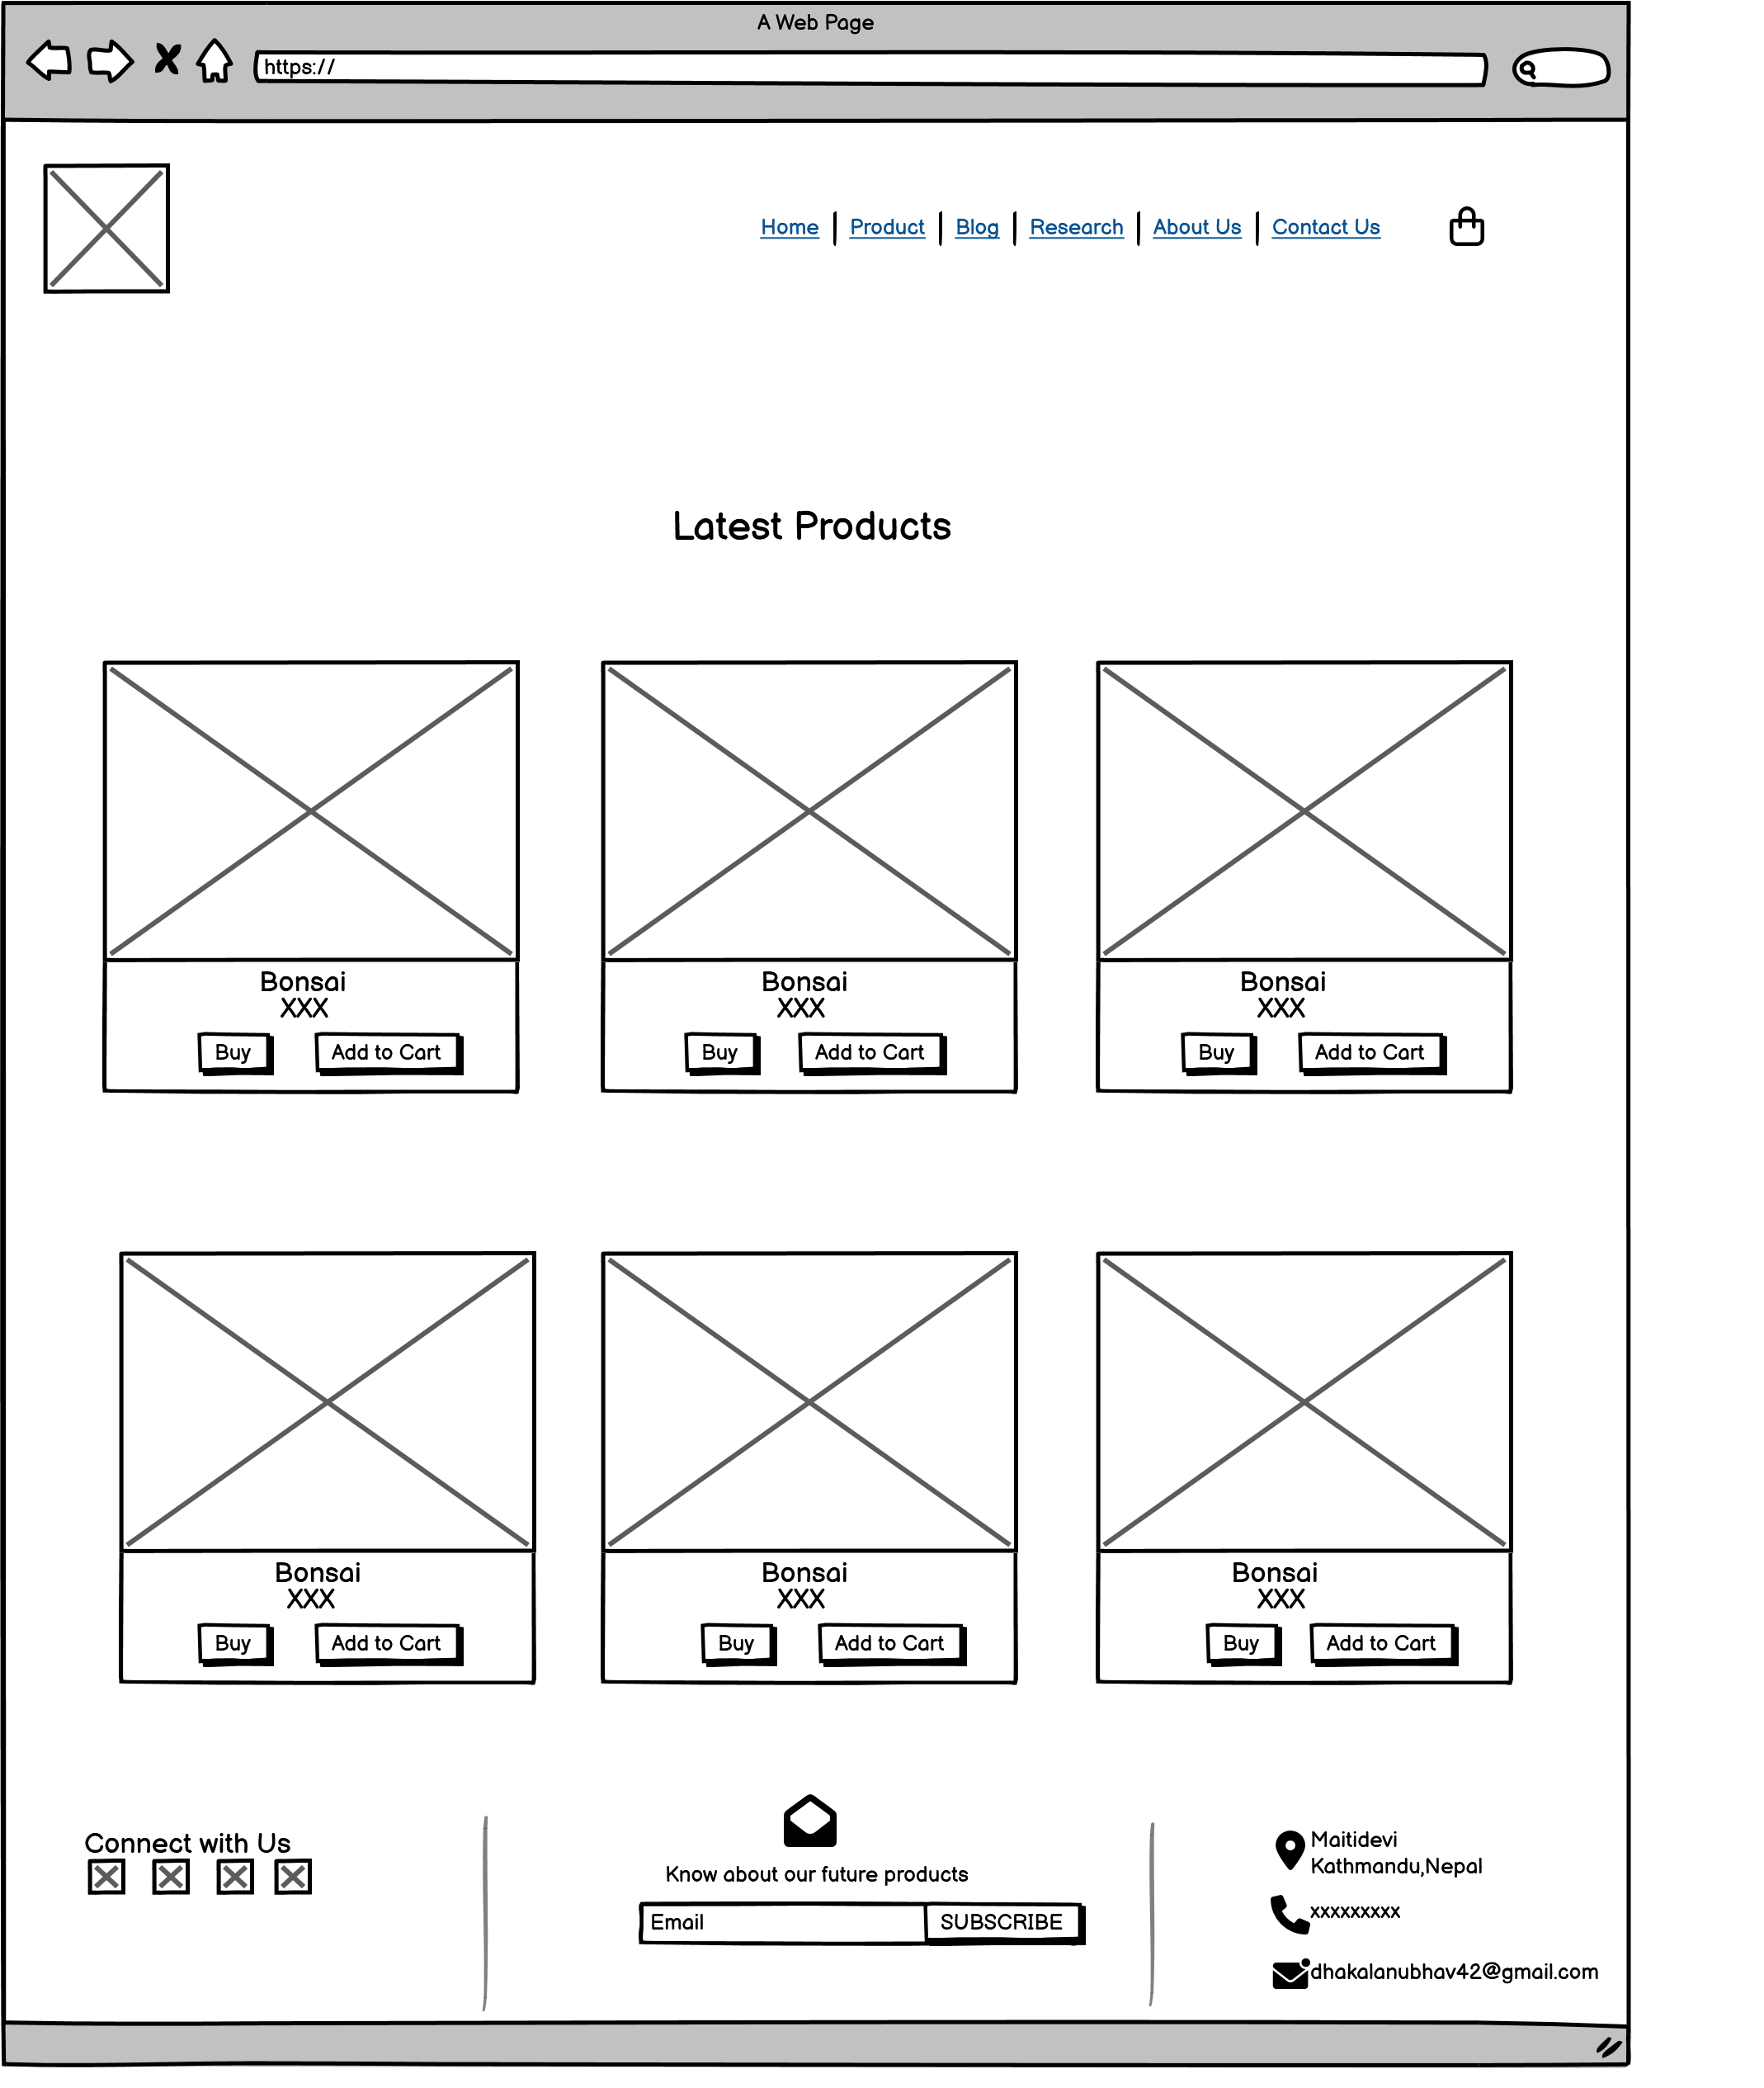 A Web Page
https://
Home Product Blog Research About Us Contact Us
Latest Products
Bonsai Bonsai Bonsai
XXX XXX XXX
Buy Add to Cart Buy Add to Cart Buy Add to Cart
Bonsai Bonsai Bonsai
XXX XXX XXX
Buy Add to Cart Buy Add to Cart Buy Add to Cart
Connect with Us
Know about our future products
Email SUBSCRIBE
Maitidevi
Kathmandu,Nepal
xxxxxxxxx
dhakalanubhav42@gmail.com